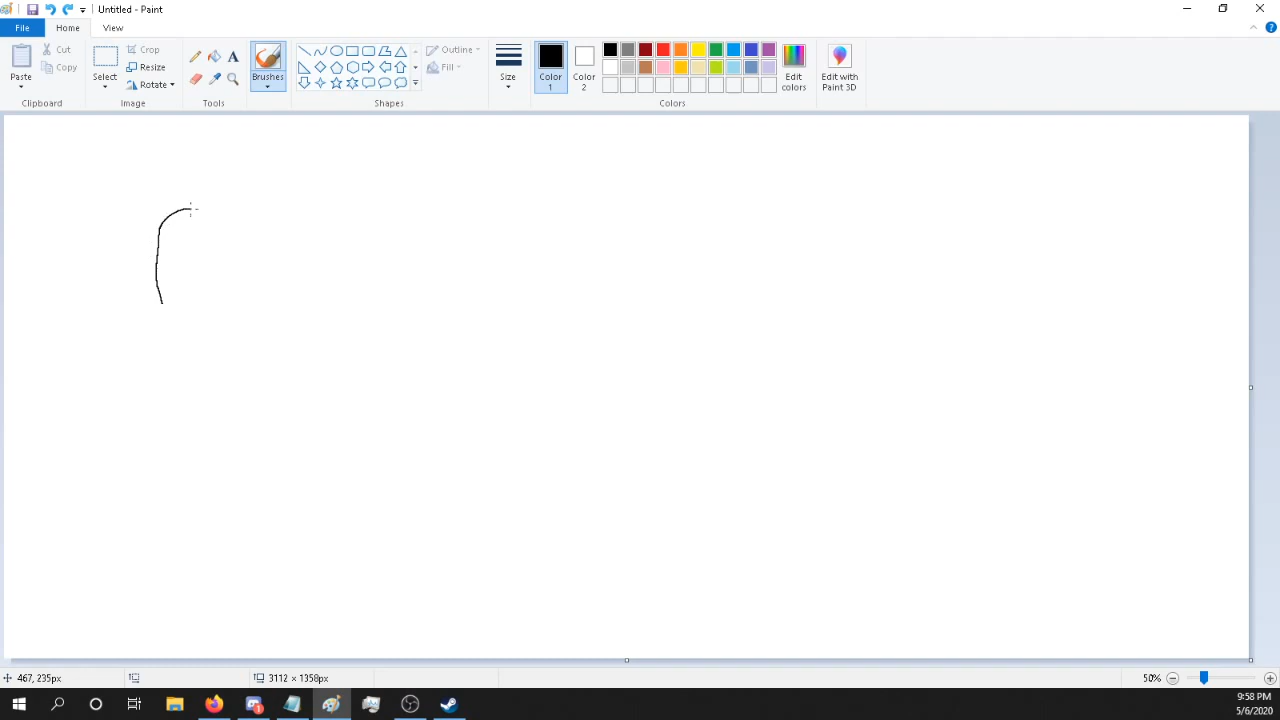 Untitled - Paint
File Home View
Paste
Cut
Copy
Clipboard
Select
Crop
Resize
Rotate
Image
Tools
Brushes
Shapes
Outline
Fill
Size
Color 1
Color 2
Edit colors
Colors
Edit with Paint 3D
467, 235px
3112 × 1358px
50%
9:58 PM
5/6/2020